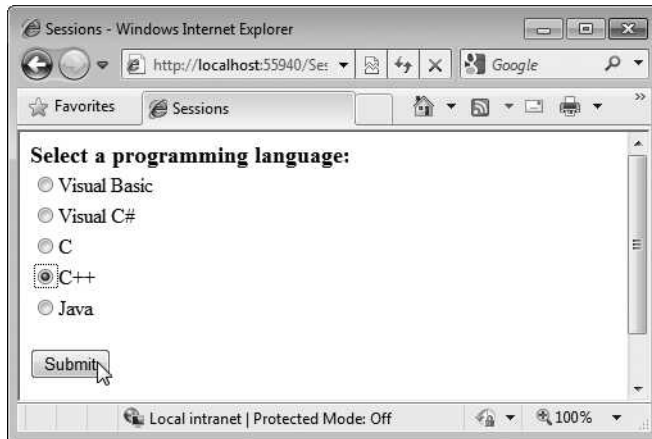 Sessions - Windows Internet Explorer
http://localhost:55940/Ses
Google
Favorites
Sessions
Select a programming language:
Visual Basic
Visual C#
C
C++
Java
Submit
Local intranet | Protected Mode: Off
100%